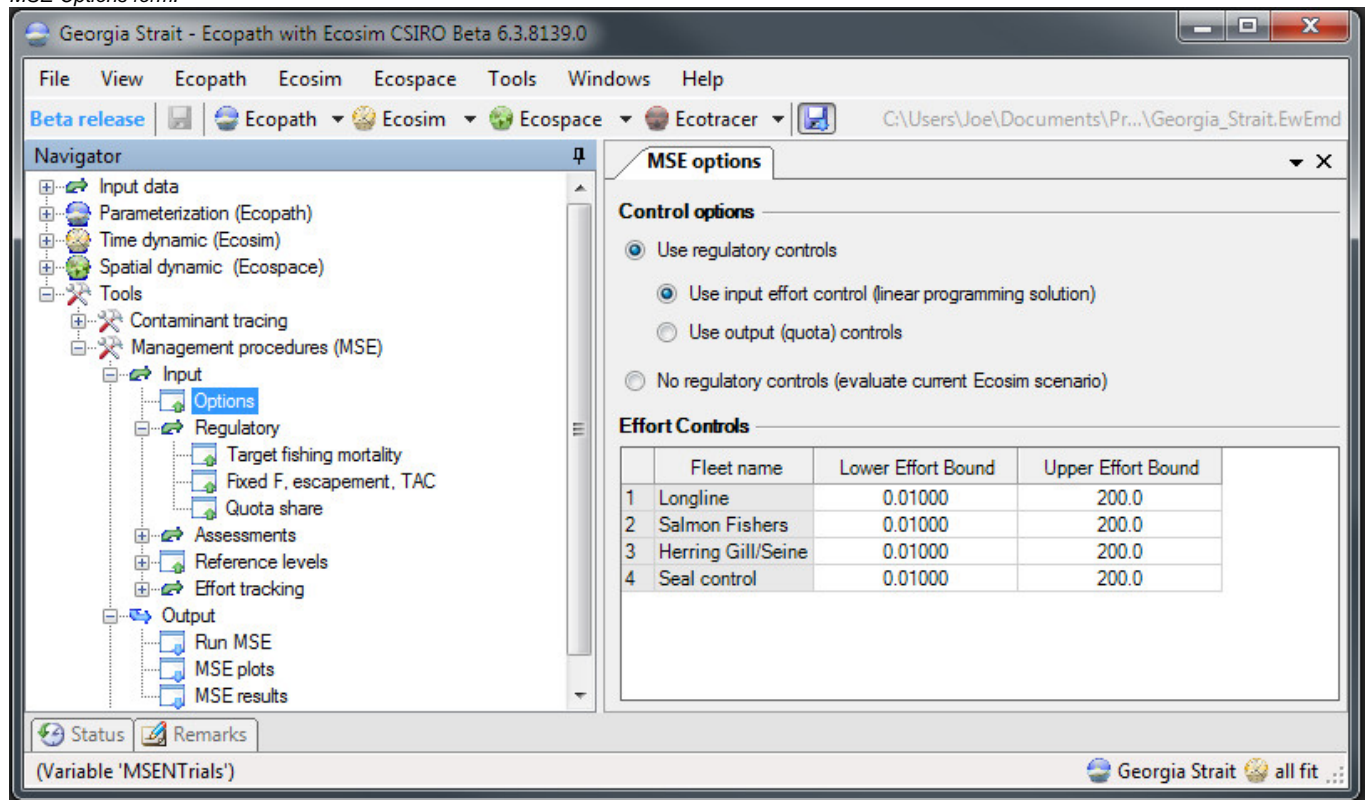 MSE Options form.
Georgia Strait - Ecopath with Ecosim CSIRO Beta 6.3.8139.0
File View Ecopath Ecosim Ecospace Tools Windows Help
Beta release Ecopath Ecosim Ecospace Ecotracer C:\Users\Joe\Documents\Pr...\Georgia_Strait.EwEmd
Navigator
Input data
Parameterization (Ecopath)
Time dynamic (Ecosim)
Spatial dynamic (Ecospace)
Tools
Contaminant tracing
Management procedures (MSE)
Input
Options
Regulatory
Target fishing mortality
Fixed F, escapement, TAC
Quota share
Assessments
Reference levels
Effort tracking
Output
Run MSE
MSE plots
MSE results
MSE options
Control options
Use regulatory controls
Use input effort control (linear programming solution)
Use output (quota) controls
No regulatory controls (evaluate current Ecosim scenario)
Effort Controls
Fleet name Lower Effort Bound Upper Effort Bound
1 Longline 0.01000 200.0
2 Salmon Fishers 0.01000 200.0
3 Herring Gill/Seine 0.01000 200.0
4 Seal control 0.01000 200.0
Status Remarks
(Variable 'MSENTrials') Georgia Strait all fit